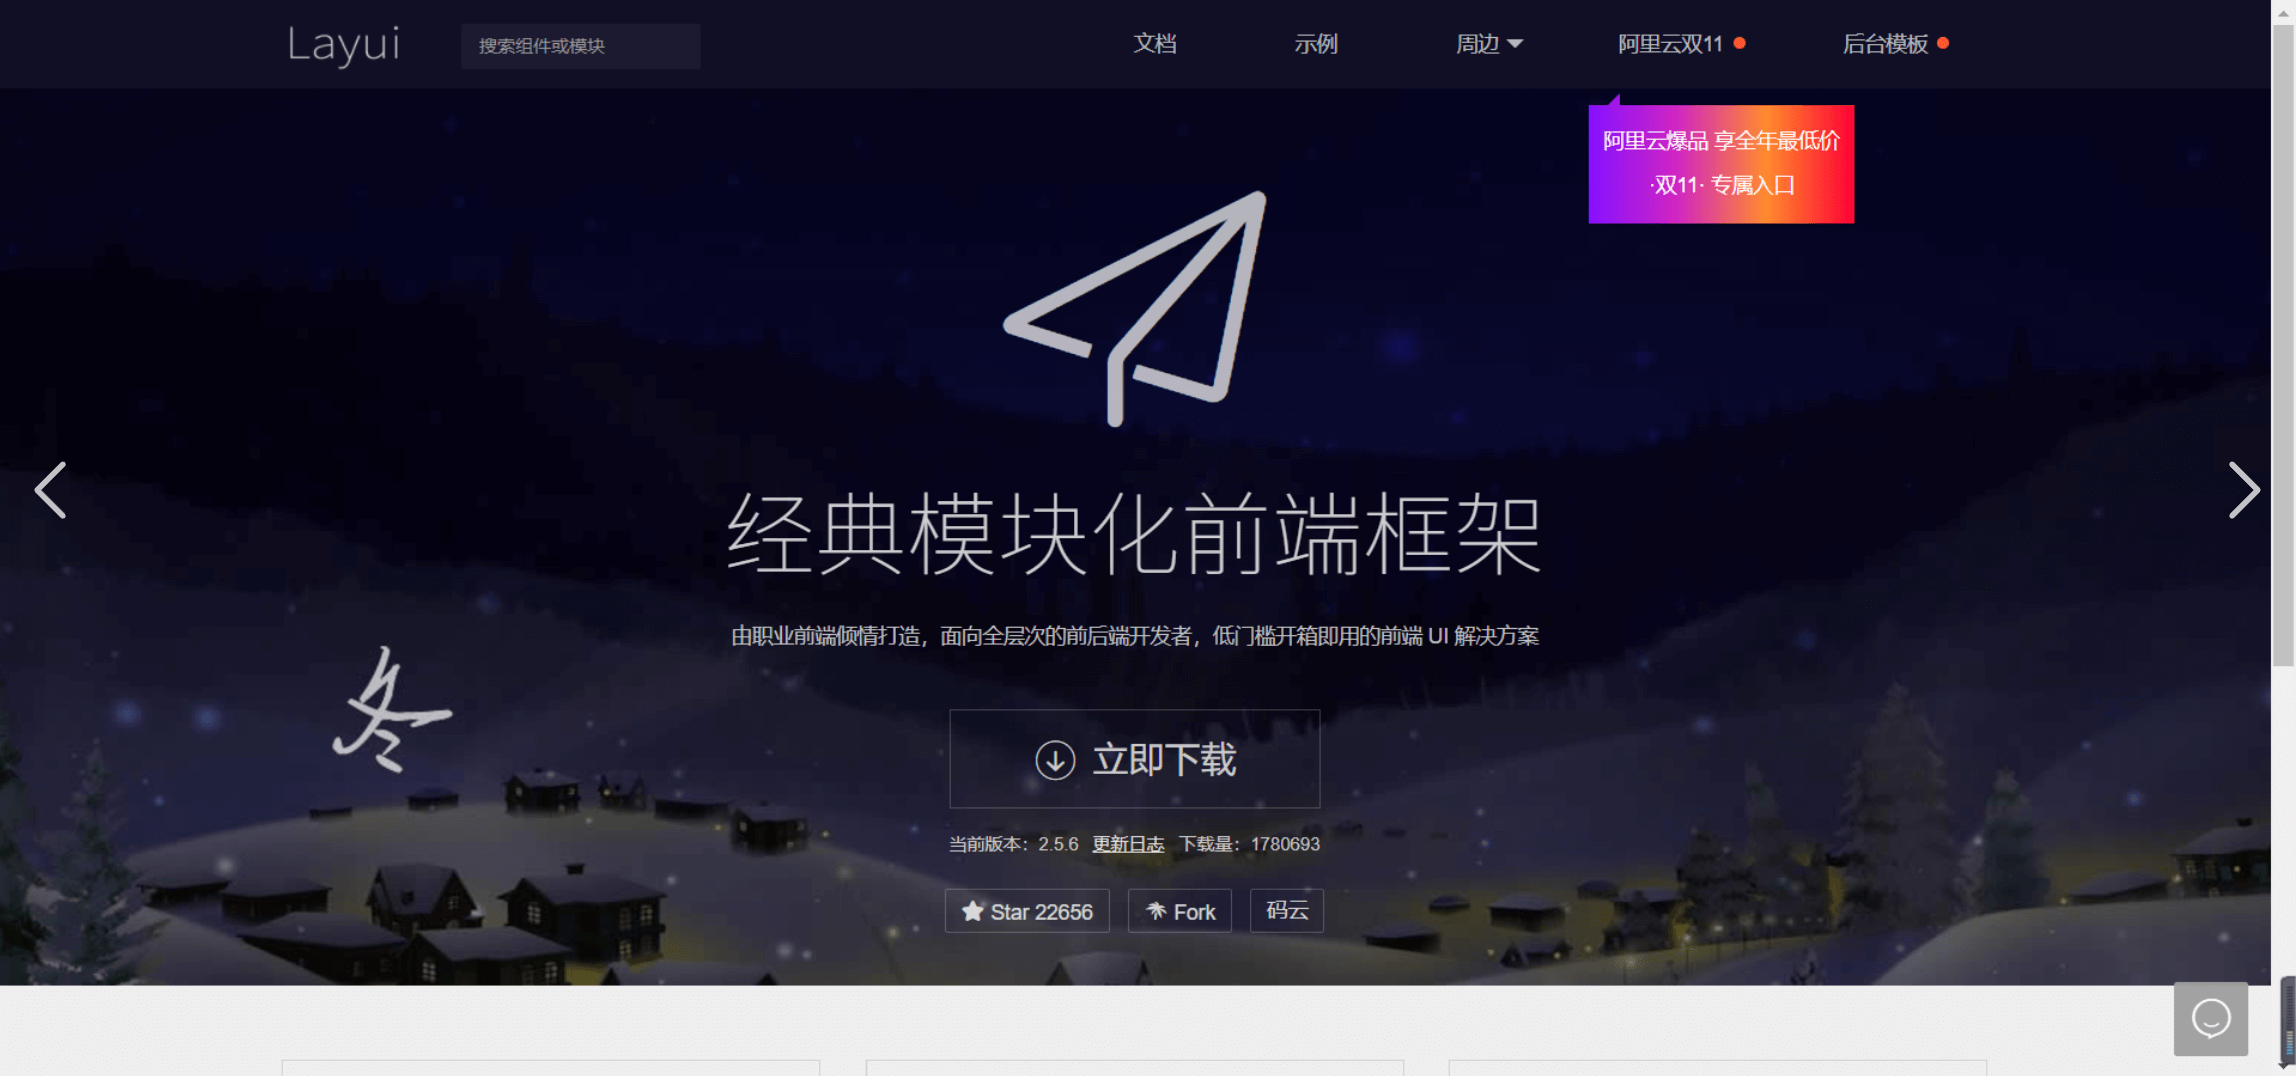 Layui
搜索组件或模块
文档
示例
周边
阿里云双11
后台模板
阿里云爆品 享全年最低价
·双11· 专属入口
经典模块化前端框架
由职业前端倾情打造，面向全层次的前后端开发者，低门槛开箱即用的前端 UI 解决方案
冬
立即下载
当前版本：2.5.6 更新日志 下载量：1780693
Star 22656
Fork
码云